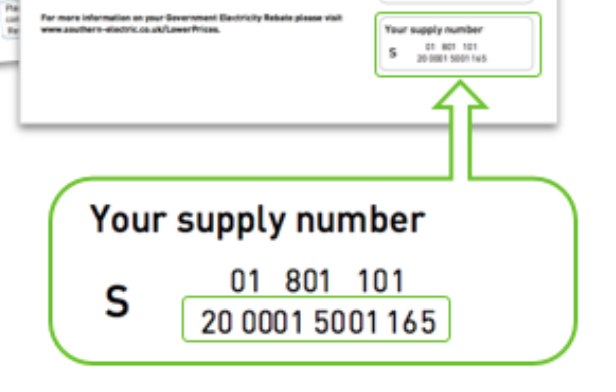 For more information on your Government Electricity Rebate please visit
www.southern-electric.co.uk/LowerPrices.
Your supply number
S 01 801 101
20 0001 5001 165
Your supply number
S 01 801 101
20 0001 5001 165